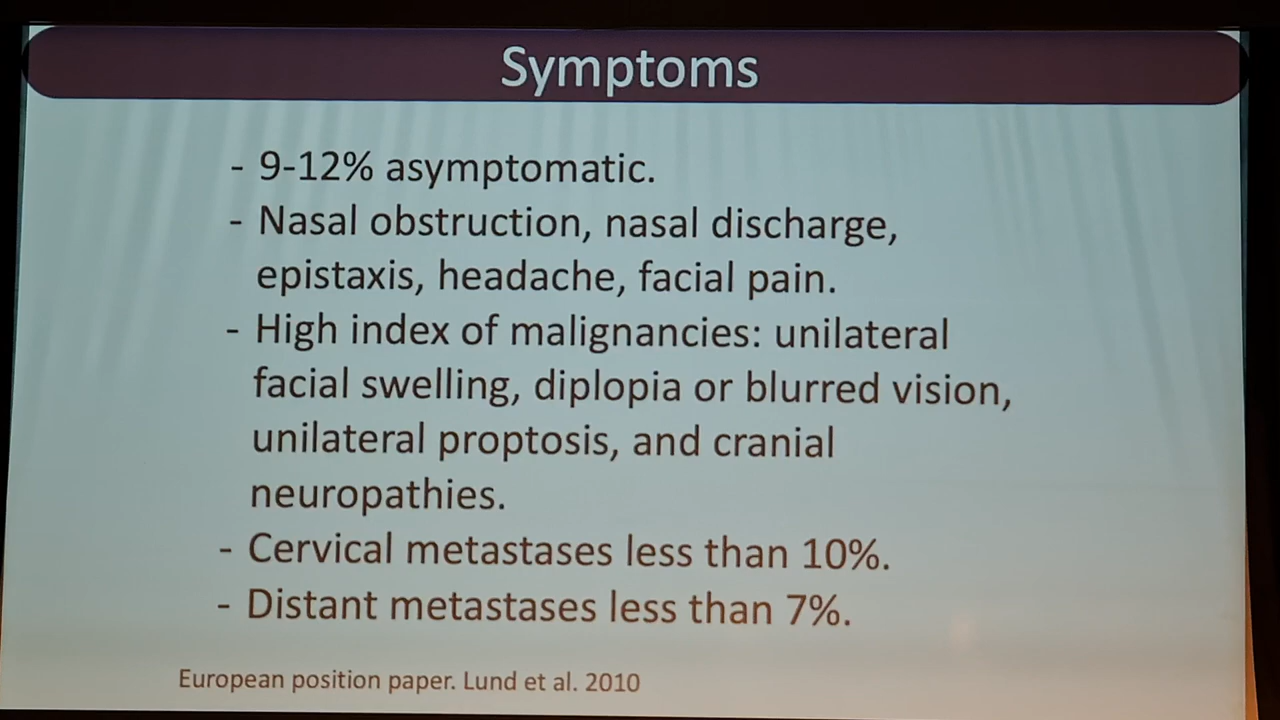 Symptoms
- 9-12% asymptomatic.
- Nasal obstruction, nasal discharge,
epistaxis, headache, facial pain.
- High index of malignancies: unilateral
facial swelling, diplopia or blurred vision,
unilateral proptosis, and cranial
neuropathies.
- Cervical metastases less than 10%.
- Distant metastases less than 7%.
European position paper. Lund et al. 2010